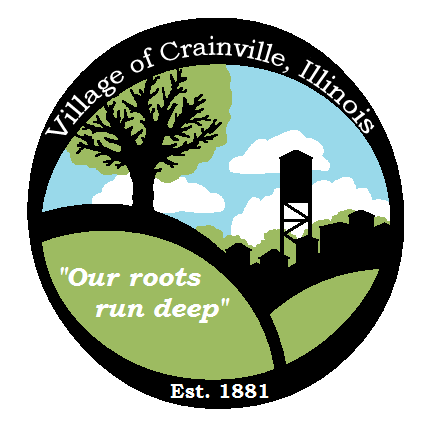 Village of Crainville, Illinois
"Our roots
run deep"
Est. 1881